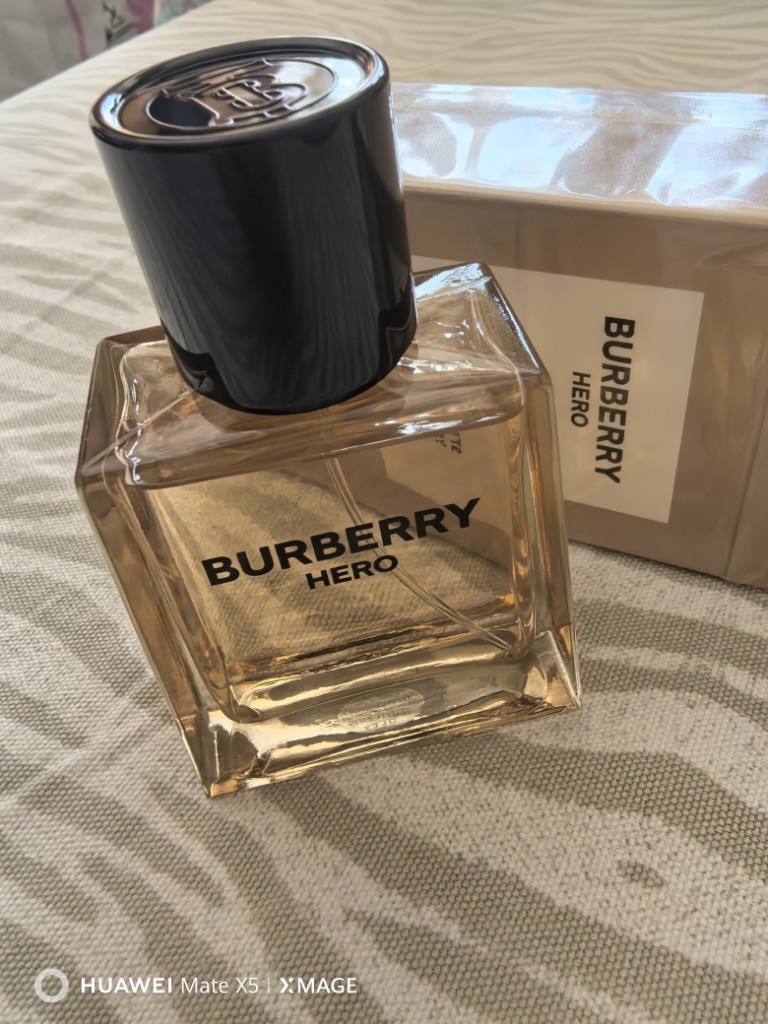 BURBERRY
HERO
BURBERRY
HERO
HUAWEI Mate X5 | XMAGE